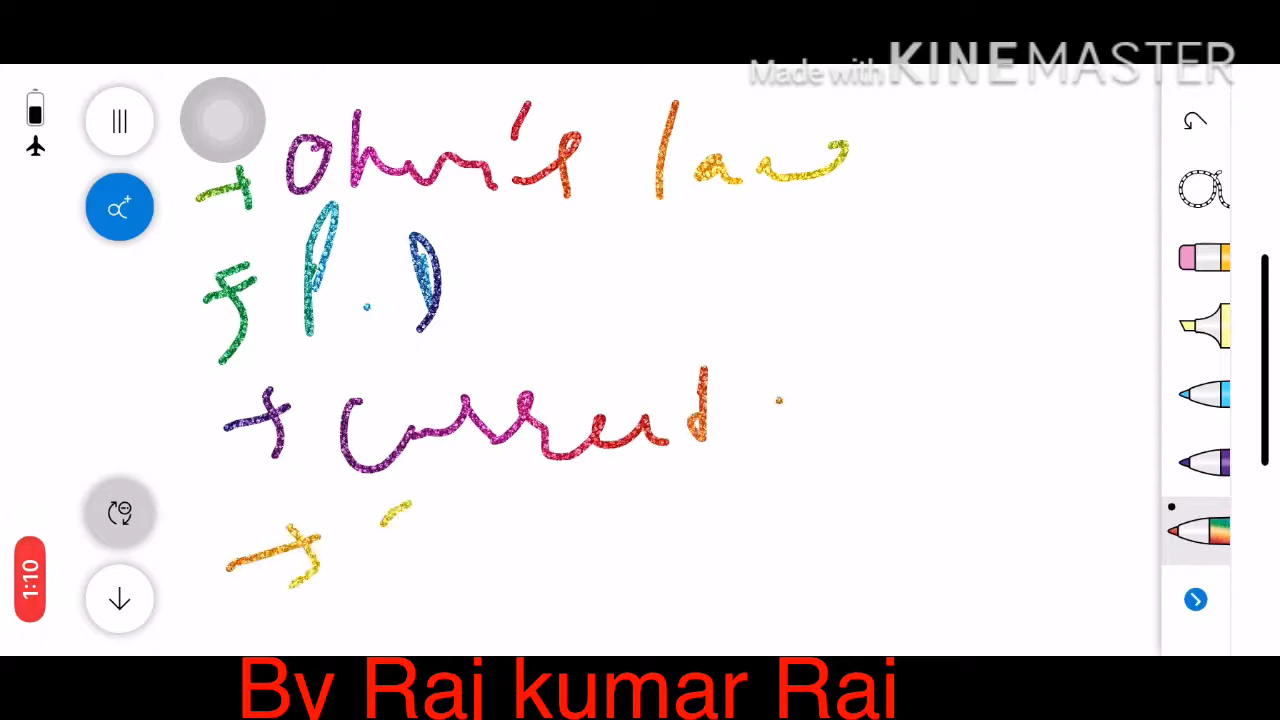 Made with KINEMASTER
→ Ohm's law
→ P.D
→ Current
→
1:10
By Raj kumar Rai